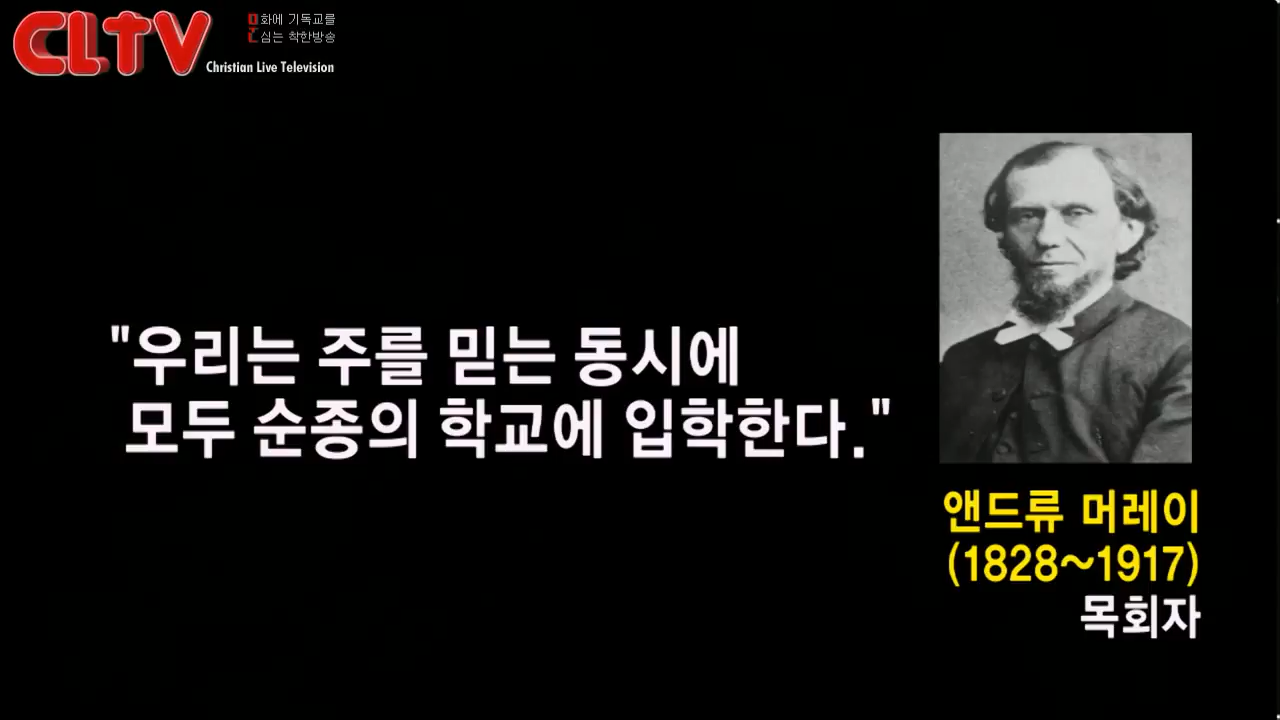 CLTV
문화에 기독교를
심는 착한방송
Christian Live Television
"우리는 주를 믿는 동시에
모두 순종의 학교에 입학한다."
앤드류 머레이
(1828~1917)
목회자